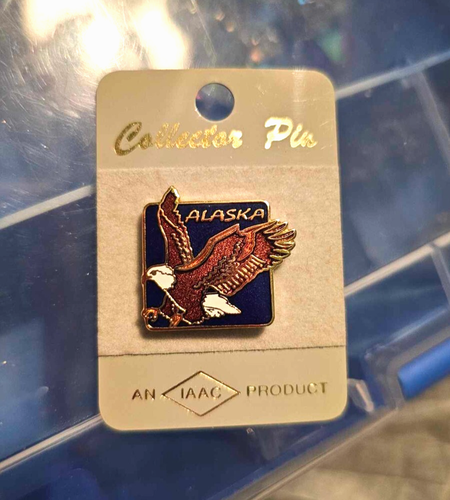 Collector Pin
ALASKA
AN IAAC PRODUCT